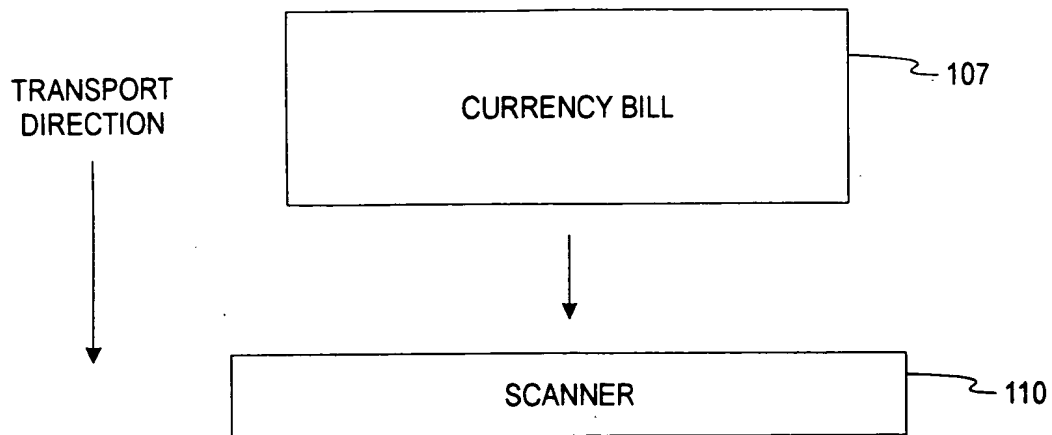 TRANSPORT
DIRECTION
CURRENCY BILL
107
SCANNER
110